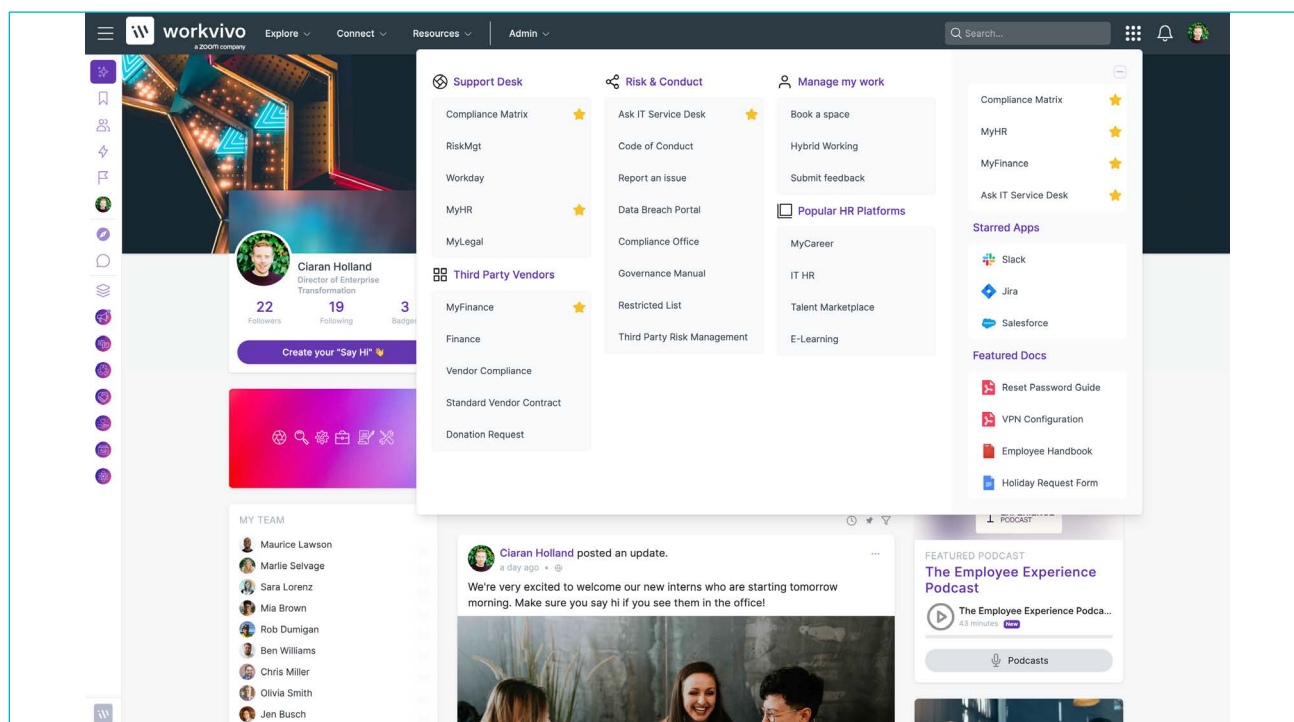 workvivo
a zoom company
Explore
Connect
Resources
Admin
Search...
Support Desk
Compliance Matrix
RiskMgt
Workday
MyHR
MyLegal
Third Party Vendors
MyFinance
Finance
Vendor Compliance
Standard Vendor Contract
Donation Request
Risk & Conduct
Ask IT Service Desk
Code of Conduct
Report an issue
Data Breach Portal
Compliance Office
Governance Manual
Restricted List
Third Party Risk Management
Manage my work
Book a space
Hybrid Working
Submit feedback
Popular HR Platforms
MyCareer
IT HR
Talent Marketplace
E-Learning
Compliance Matrix
MyHR
MyFinance
Ask IT Service Desk
Starred Apps
Slack
Jira
Salesforce
Featured Docs
Reset Password Guide
VPN Configuration
Employee Handbook
Holiday Request Form
Ciaran Holland
Director of Enterprise
Transformation
22 19 3
Followers Following
Create your "Say Hi"
MY TEAM
Maurice Lawson
Marlie Selvage
Sara Lorenz
Mia Brown
Rob Dumigan
Ben Williams
Chris Miller
Olivia Smith
Jen Busch
Ciaran Holland posted an update.
a day ago
We're very excited to welcome our new interns who are starting tomorrow
morning. Make sure you say hi if you see them in the office!
PODCAST
FEATURED PODCAST
The Employee Experience
Podcast
The Employee Experience Podca...
43 minutes New
Podcasts